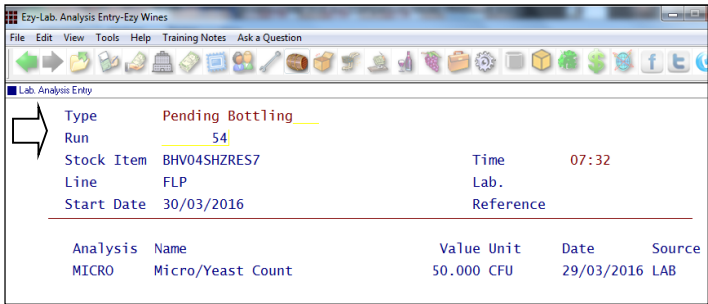 Ezy-Lab. Analysis Entry-Ezy Wines
File Edit View Tools Help Training Notes Ask a Question
Lab. Analysis Entry
Type Pending Bottling
Run 54
Stock Item BHV04SHZRES7 Time 07:32
Line FLP Lab.
Start Date 30/03/2016 Reference
Analysis Name Value Unit Date Source
MICRO Micro/Yeast Count 50.000 CFU 29/03/2016 LAB